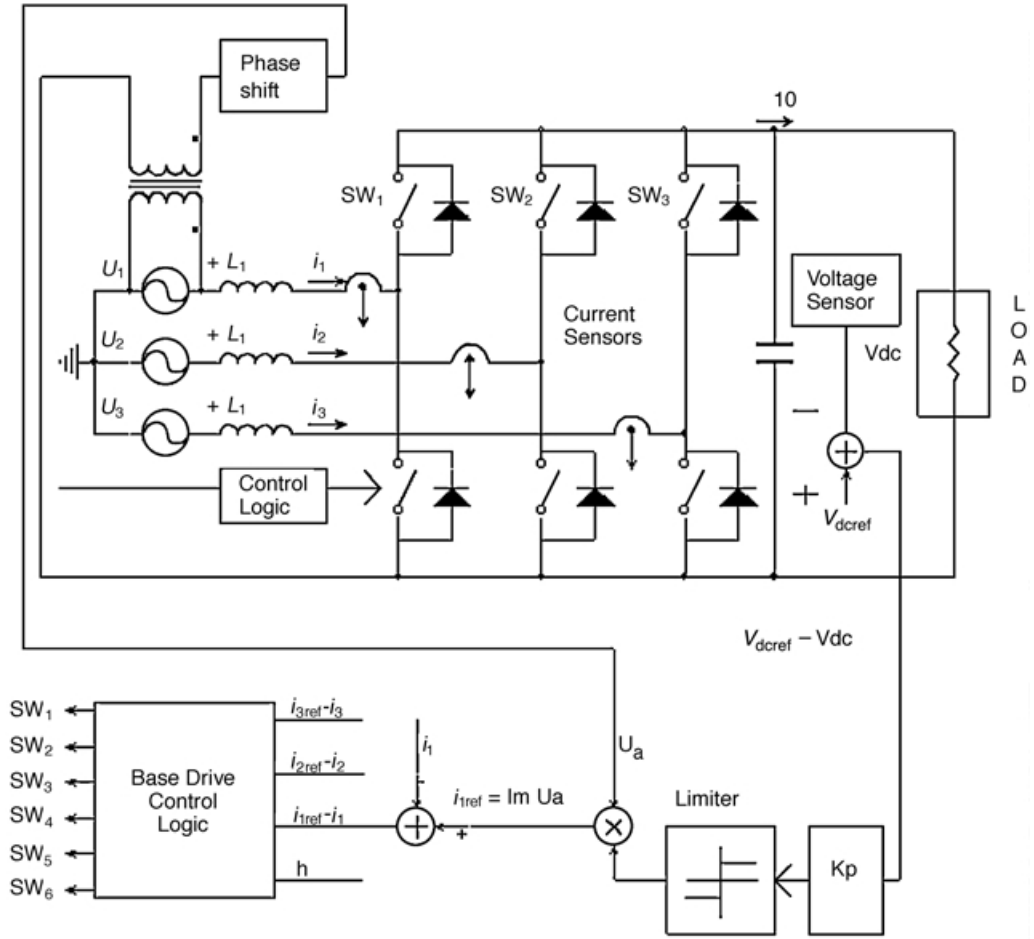 Phase
shift
10
SW1
SW2
SW3
U1
+ L1
i1
Voltage
Sensor
L
O
A
D
Current
Sensors
U2
+ L1
i2
Vdc
U3
+ L1
i3
−
Control
Logic
+
Vdcref
Vdcref − Vdc
SW1
SW2
SW3
SW4
SW5
SW6
Base Drive
Control
Logic
i3ref-i3
i2ref-i2
i1ref-i1
h
i1
-
+
i1ref = Im Ua
Ua
Limiter
Kp